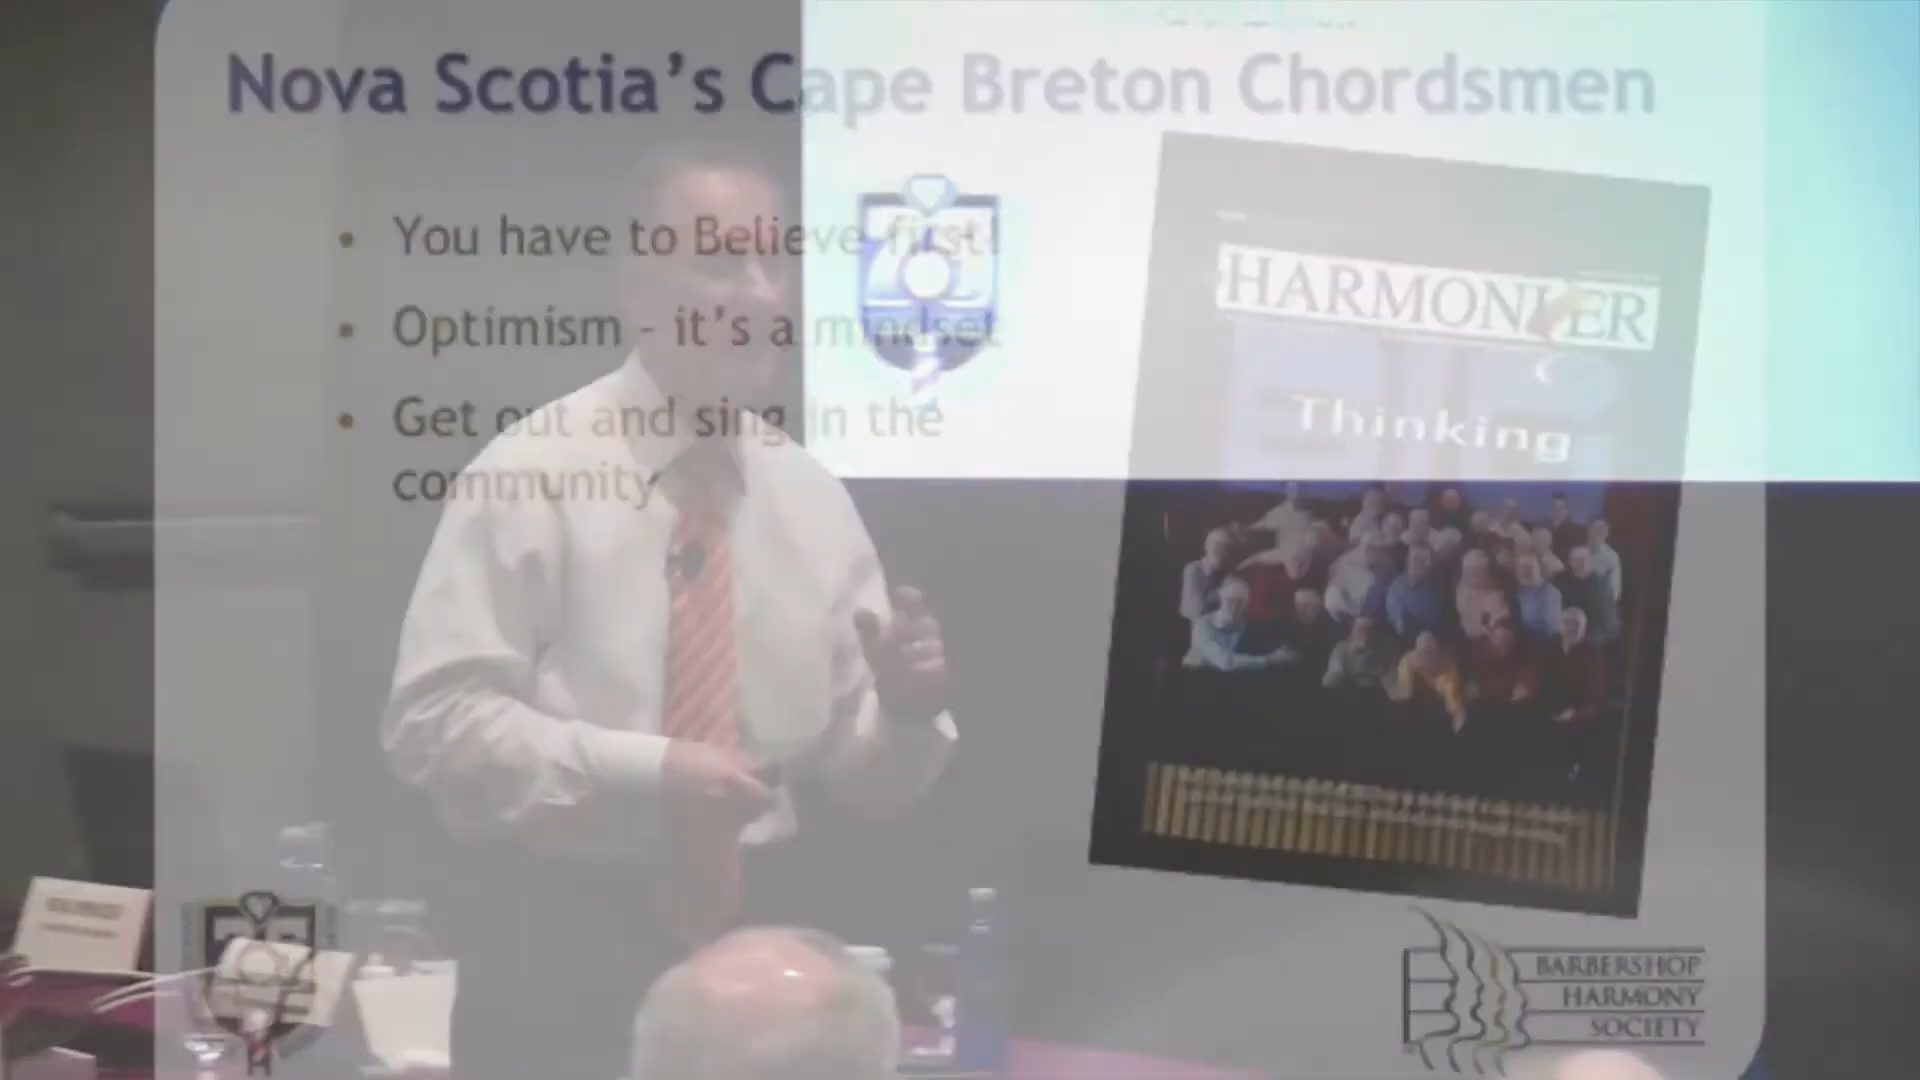 Nova Scotia’s Cape Breton Chordsmen
• You have to Believe first!
• Optimism - it’s a mindset
• Get out and sing in the
community
HARMONIZER
Thinking
BARBERSHOP
HARMONY
SOCIETY